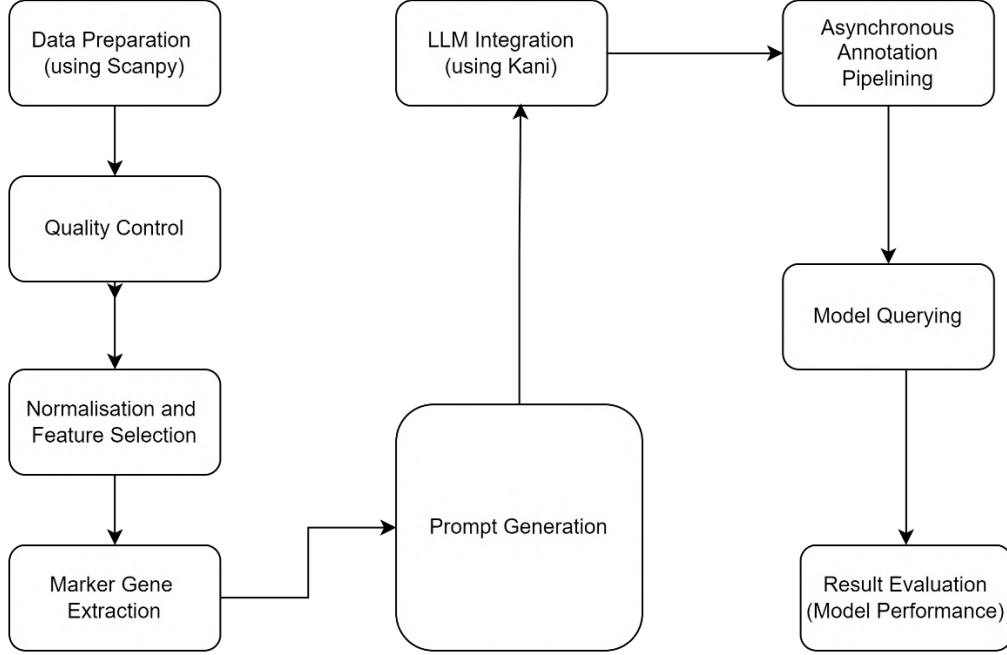 Data Preparation
(using Scanpy)
Quality Control
Normalisation and
Feature Selection
Marker Gene
Extraction
Prompt Generation
LLM Integration
(using Kani)
Asynchronous
Annotation
Pipelining
Model Querying
Result Evaluation
(Model Performance)